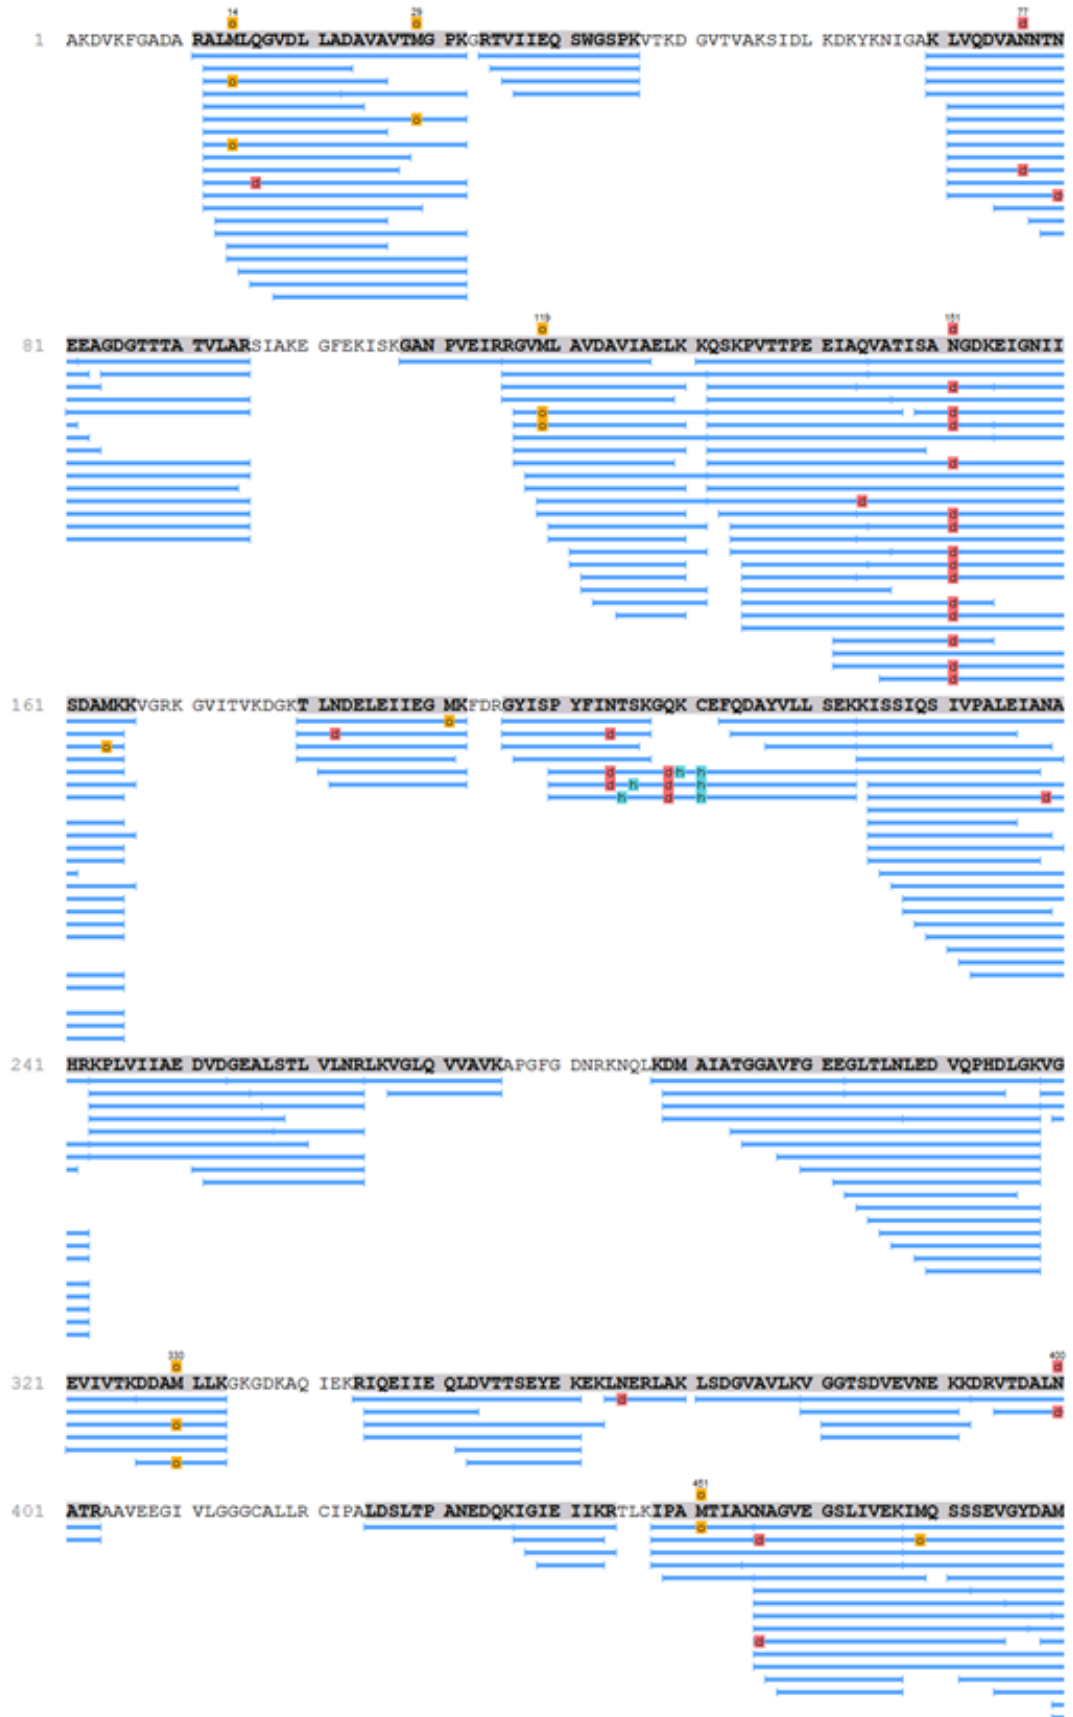 14 29 77
o o d
1 AKDVKFGADA RALMLQGVDL LADAVAVTMG PKGRTVIIEQ SWGSPKVTKD GVTVAKSIDL KDKYKNIGAK LVQDVANNTN
o
o
o
d
d
d
119 151
o d
81 EEAGDGTTTA TVLARSIAKE GFEKISKGAN PVEIRRGVML AVDAVIAELK KQSKPVTTPE EIAQVATISA NGDKEIGNII
d
o d
o d
d
d
d
d
d
d
d
d
d
d
d
d
161 SDAMKKVGRK GVITVKDGKT LNDELEIIEG MKFDRGYISP YFINTSKGQK CEFQDAYVLL SEKKISSIQS IVPALEIANA
o
d d
o
d d h h
d h d h
h d h d
241 HRKPLVIIAE DVDGEALSTL VLNRLKVGLQ VVAVKAPGFG DNRKNQLKDM AIATGGAVFG EEGLTLNLED VQPHDLGKVG
330 400
o d
321 EVIVTKDDAM LLKGKGDKAQ IEKRIQEIIE QLDVTTSEYE KEKLNERLAK LSDGVAVLKV GGTSDVEVNE KKDRVTDALN
d
d
o
o
451
o
401 ATRAAVEEGI VLGGGCALLR CIPALDSLTP ANEDQKIGIE IIKRTLKIPA MTIAKNAGVE GSLIVEKIMQ SSSEVGYDAM
o
d o
d